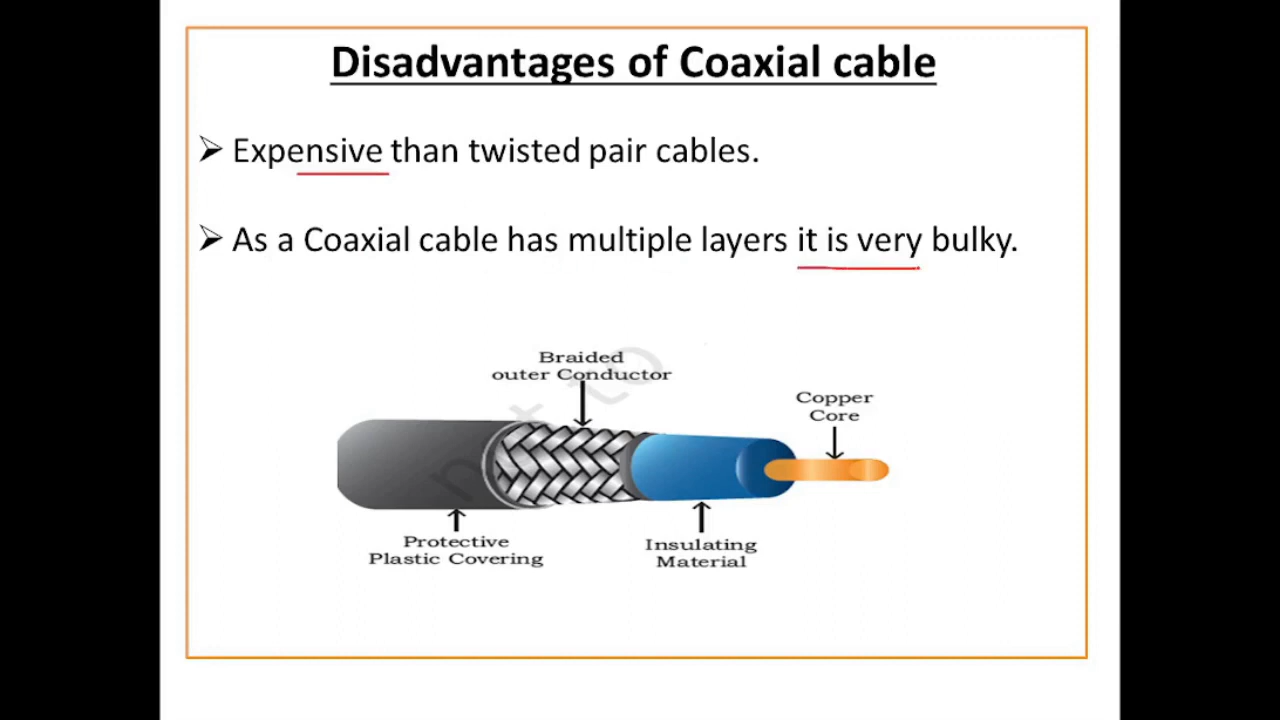 Disadvantages of Coaxial cable
➢ Expensive than twisted pair cables.
➢ As a Coaxial cable has multiple layers it is very bulky.
Braided
outer Conductor
Copper
Core
Protective
Plastic Covering
Insulating
Material